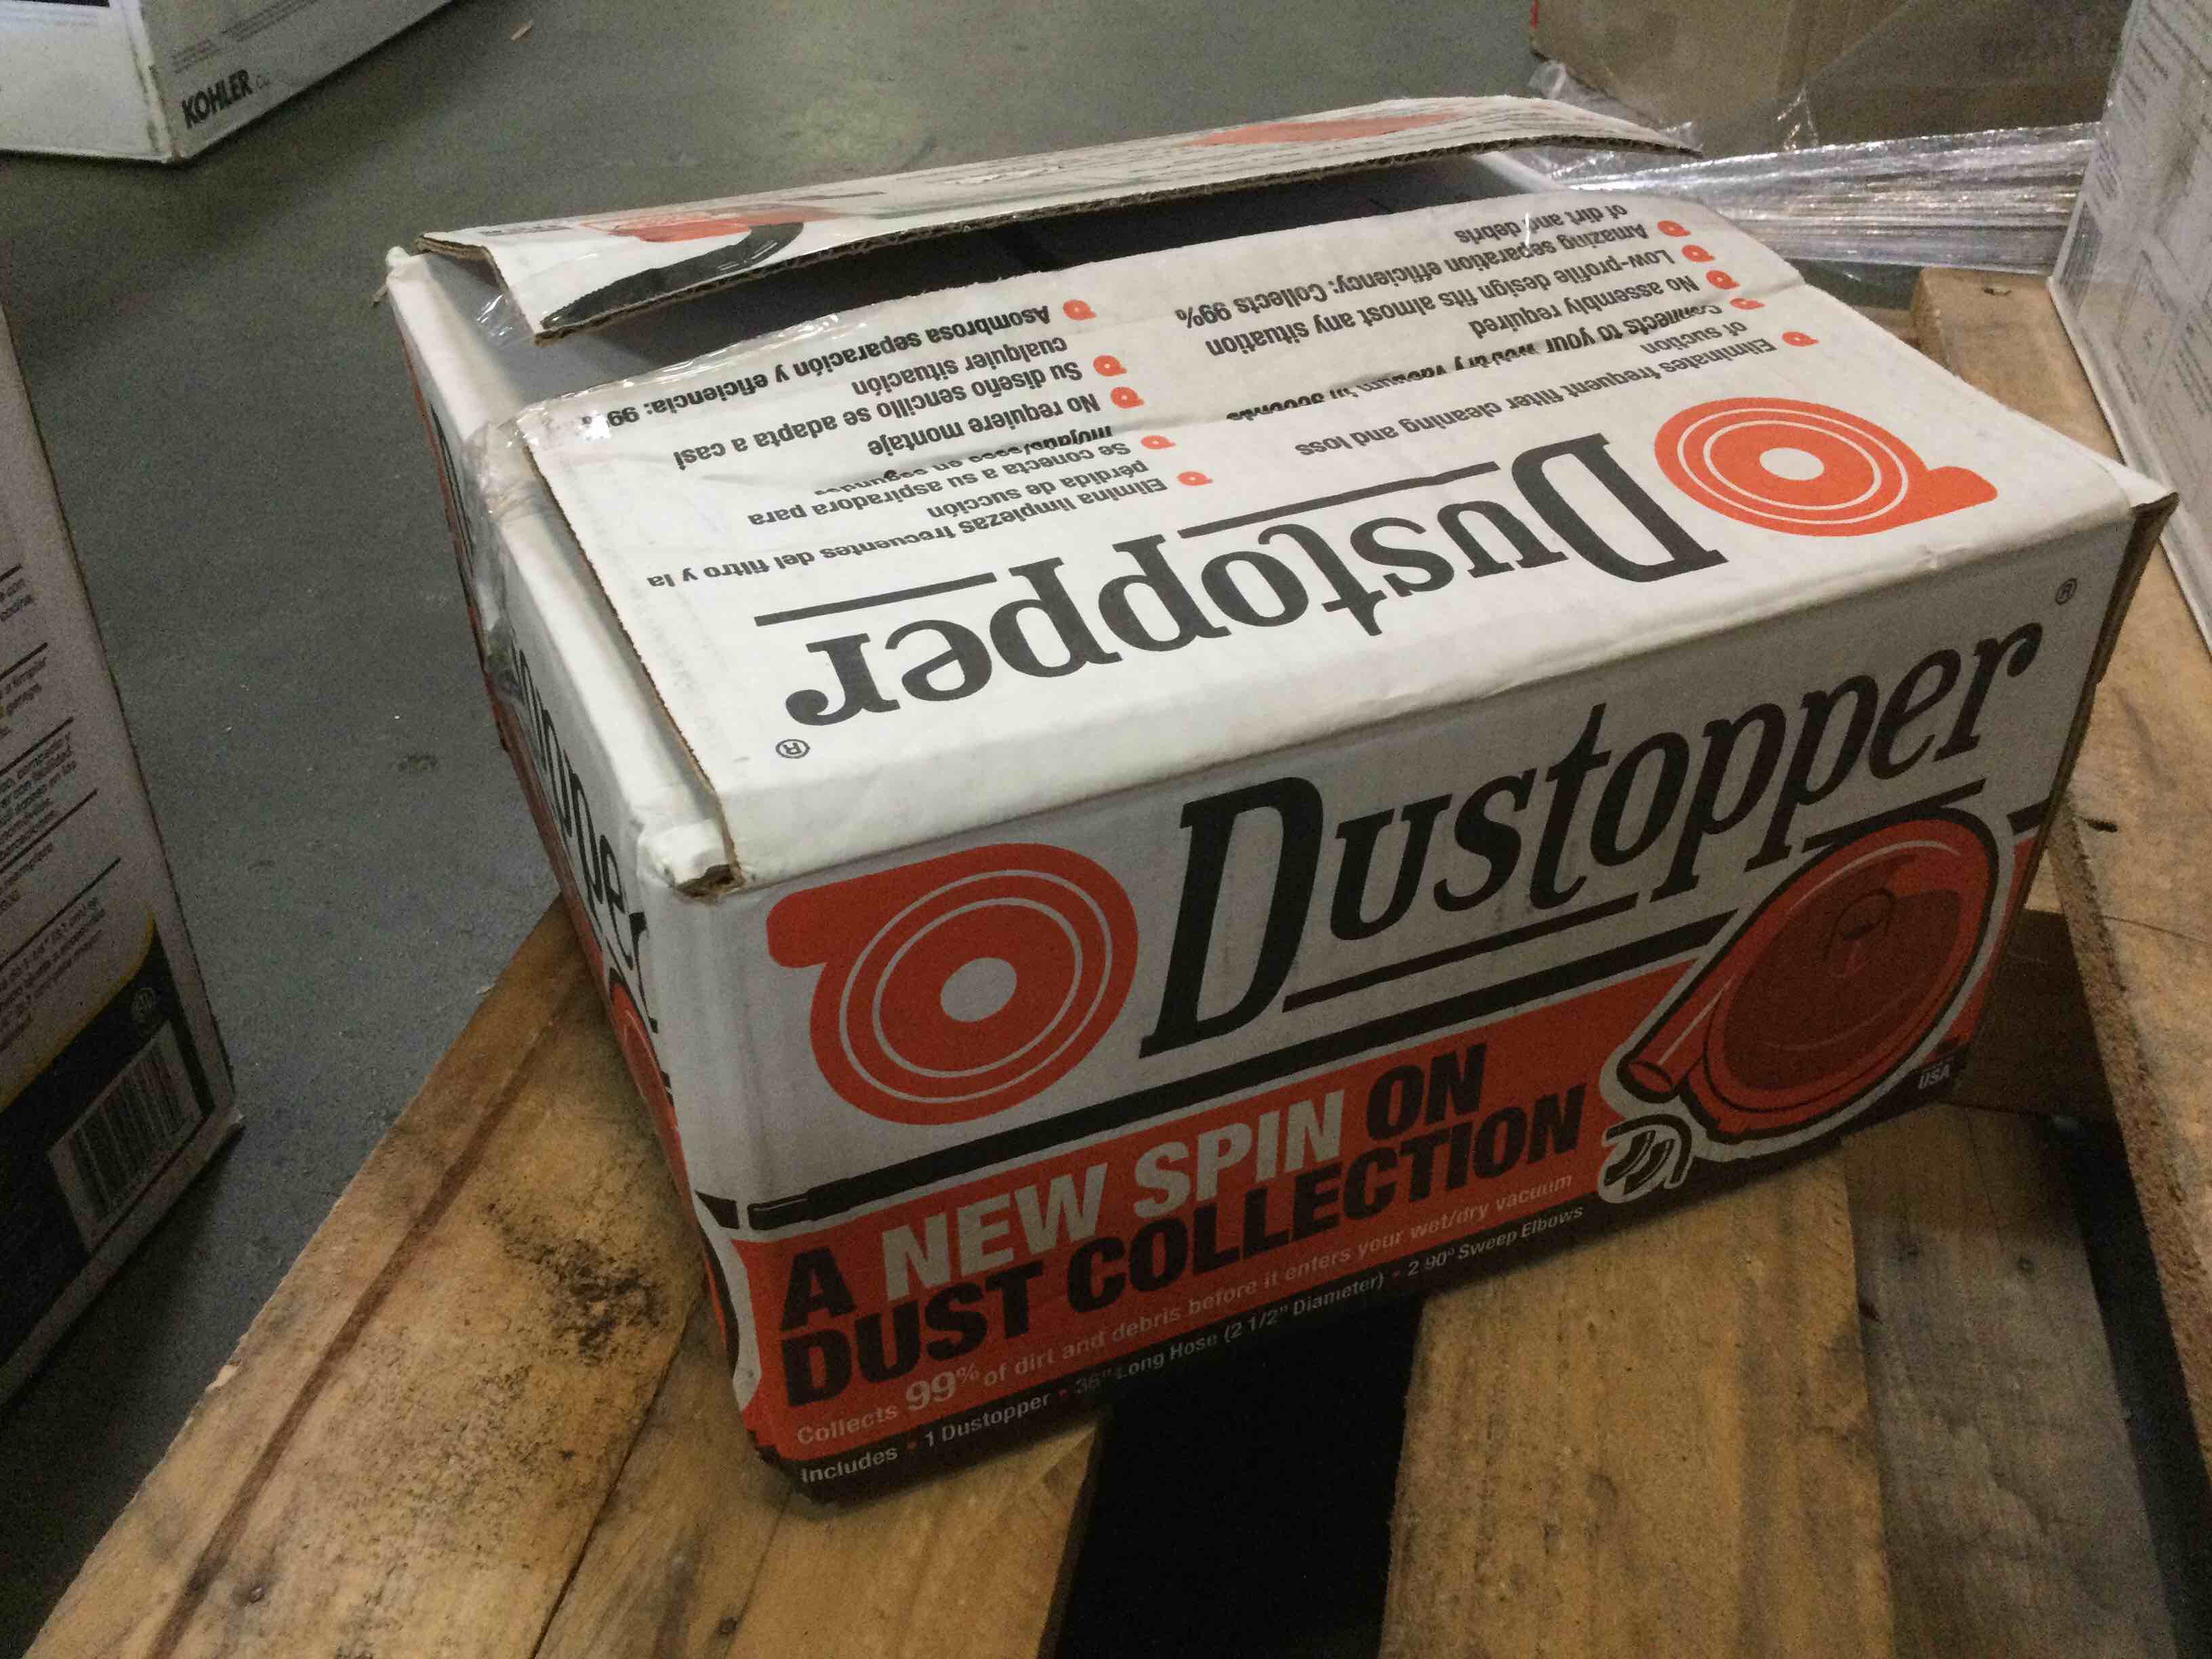 KOHLER Co.
Amazing separation efficiency: Collects 99%
of dirt and debris
Low-profile design fits almost any situation
No assembly required
Connects to your wet/dry vacuum in seconds
Eliminates frequent filter cleaning and loss
of suction
Asombrosa separación y eficiencia: 99%
Su diseño sencillo se adapta a casi
cualquier situación
No requiere montaje
Se conecta a su aspiradora para
mojados/secos en segundos
Elimina limpiezas frecuentes del filtro y la
pérdida de succión
Dustopper®
Dustopper®
A NEW SPIN ON
DUST COLLECTION
Collects 99% of dirt and debris before it enters your wet/dry vacuum
Includes • 1 Dustopper • 36" Long Hose (2 1/2" Diameter) • 2 90° Sweep Elbows
USA